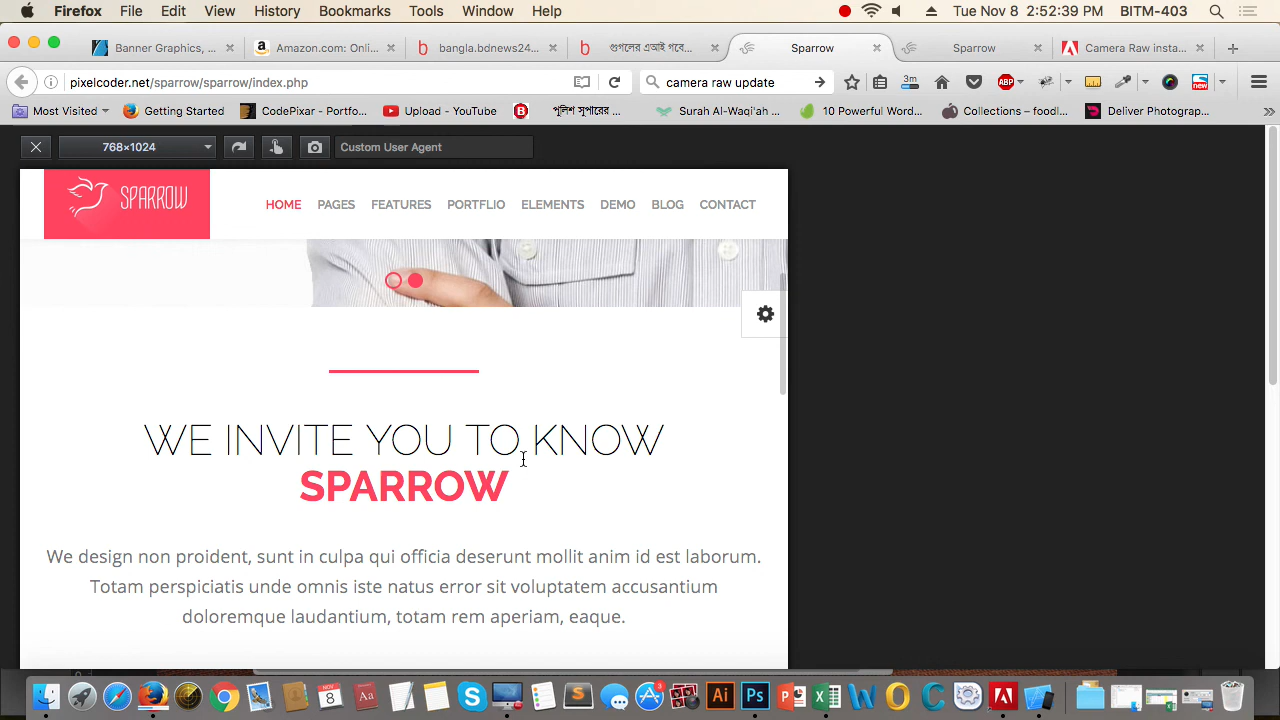 Firefox File Edit View History Bookmarks Tools Window Help Tue Nov 8 2:52:39 PM BITM-403
Banner Graphics, ... Amazon.com: Onli... bangla.bdnews24... গুগলের এআই গবে... Sparrow Sparrow Camera Raw insta...
pixelcoder.net/sparrow/sparrow/index.php camera raw update 3m ABP new
Most Visited Getting Started CodePixar - Portfo... Upload - YouTube B পুলিশ সুপারের ... Surah Al-Waqi'ah ... 10 Powerful Word... Collections – foodl... Deliver Photograp...
768×1024 Custom User Agent
SPARROW HOME PAGES FEATURES PORTFLIO ELEMENTS DEMO BLOG CONTACT
WE INVITE YOU TO KNOW
SPARROW
We design non proident, sunt in culpa qui officia deserunt mollit anim id est laborum.
Totam perspiciatis unde omnis iste natus error sit voluptatem accusantium
doloremque laudantium, totam rem aperiam, eaque.